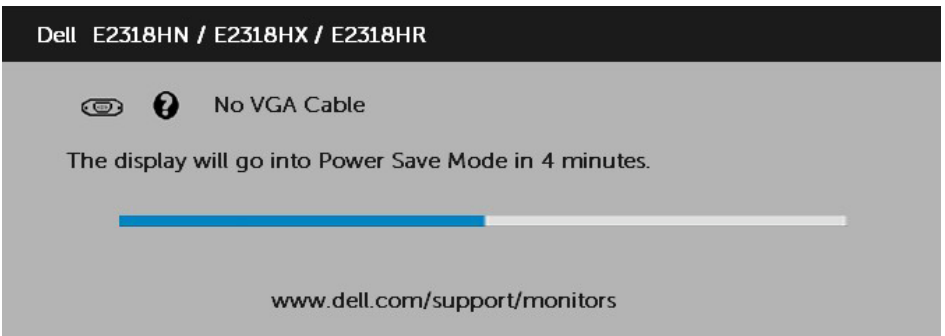 Dell E2318HN / E2318HX / E2318HR
No VGA Cable
The display will go into Power Save Mode in 4 minutes.
www.dell.com/support/monitors